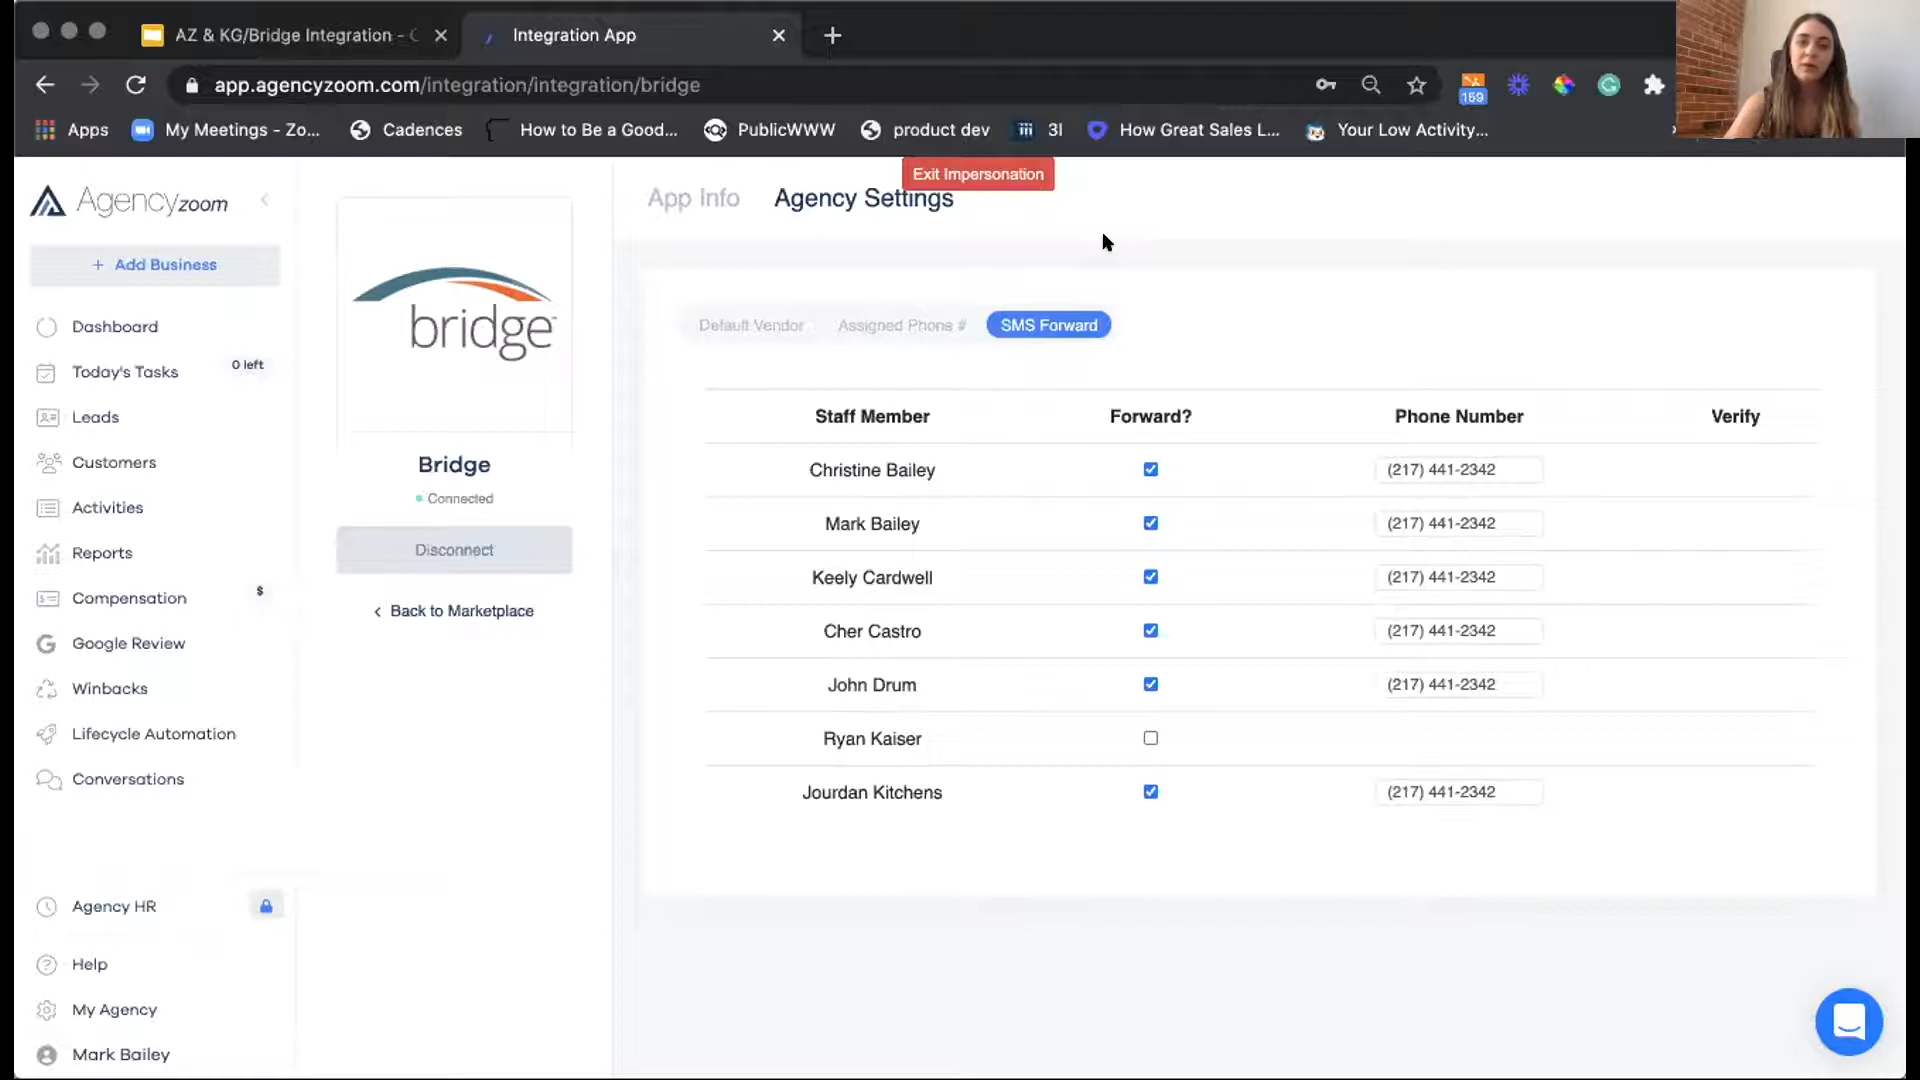 AZ & KG/Bridge Integration -
Integration App
app.agencyzoom.com/integration/integration/bridge
159
Apps
My Meetings - Zo...
Cadences
How to Be a Good...
PublicWWW
product dev
3I
How Great Sales L...
Your Low Activity...
Exit Impersonation
Agencyzoom
App Info
Agency Settings
+ Add Business
Dashboard
Today's Tasks
0 left
Leads
Customers
Activities
Reports
Compensation
$
Google Review
Winbacks
Lifecycle Automation
Conversations
Agency HR
Help
My Agency
Mark Bailey
bridge
Bridge
Connected
Disconnect
< Back to Marketplace
Default Vendor
Assigned Phone #
SMS Forward
Staff Member Forward? Phone Number Verify
Christine Bailey (217) 441-2342
Mark Bailey (217) 441-2342
Keely Cardwell (217) 441-2342
Cher Castro (217) 441-2342
John Drum (217) 441-2342
Ryan Kaiser
Jourdan Kitchens (217) 441-2342